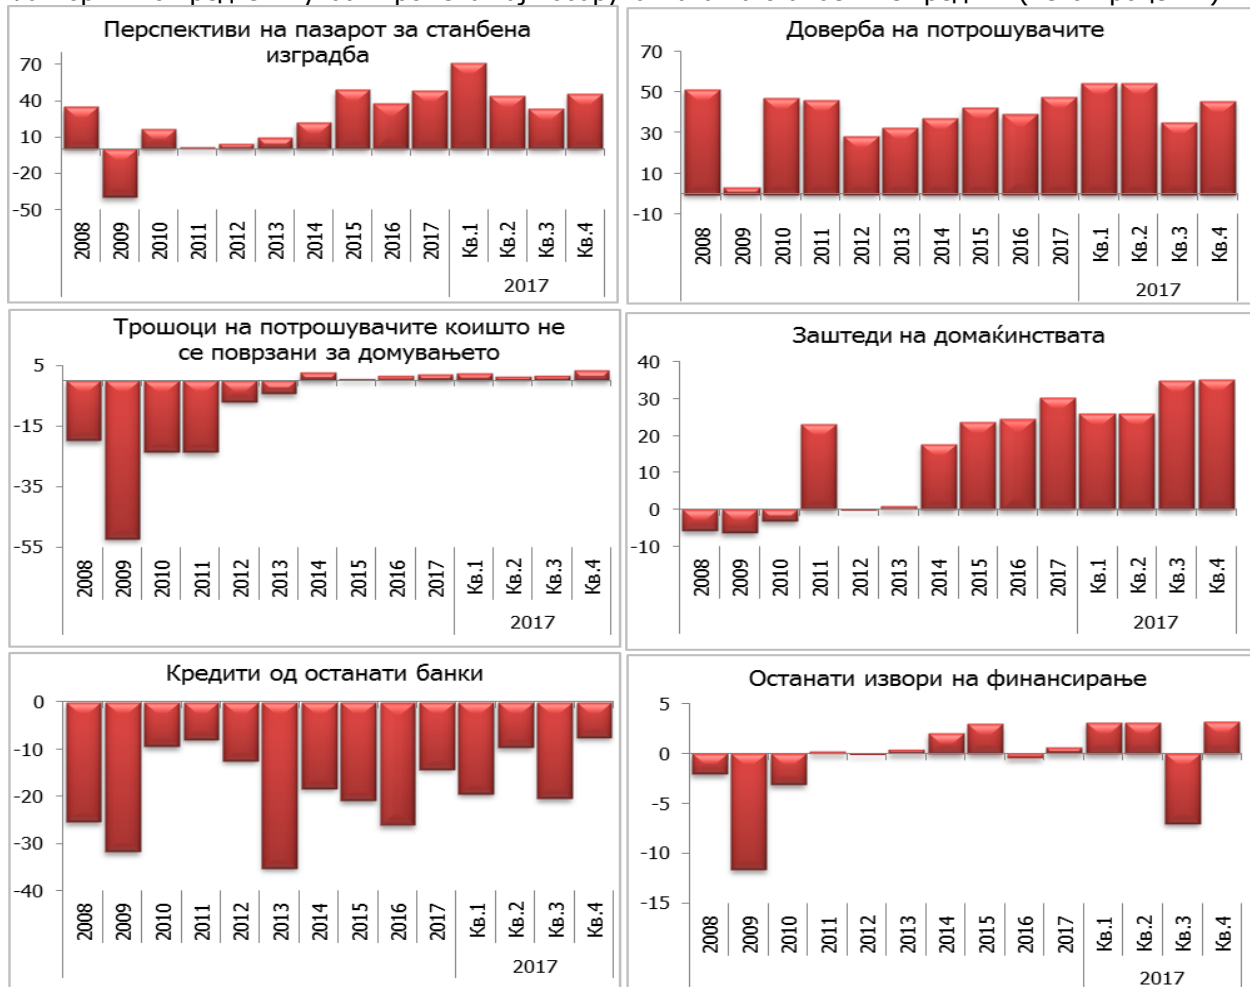 Перспективи на пазарот за станбена
изградба
70
40
10
-20
-50
2008 2009 2010 2011 2012 2013 2014 2015 2016 2017 Кв.1 Кв.2 Кв.3 Кв.4
2017
Доверба на потрошувачите
70
50
30
10
-10
2008 2009 2010 2011 2012 2013 2014 2015 2016 2017 Кв.1 Кв.2 Кв.3 Кв.4
2017
Трошоци на потрошувачите коишто не
се поврзани за домувањето
5
-15
-35
-55
2008 2009 2010 2011 2012 2013 2014 2015 2016 2017 Кв.1 Кв.2 Кв.3 Кв.4
2017
Заштеди на домаќинствата
40
30
20
10
0
-10
2008 2009 2010 2011 2012 2013 2014 2015 2016 2017 Кв.1 Кв.2 Кв.3 Кв.4
2017
Кредити од останати банки
0
-10
-20
-30
-40
2008 2009 2010 2011 2012 2013 2014 2015 2016 2017 Кв.1 Кв.2 Кв.3 Кв.4
2017
Останати извори на финансирање
5
0
-5
-10
-15
2008 2009 2010 2011 2012 2013 2014 2015 2016 2017 Кв.1 Кв.2 Кв.3 Кв.4
2017